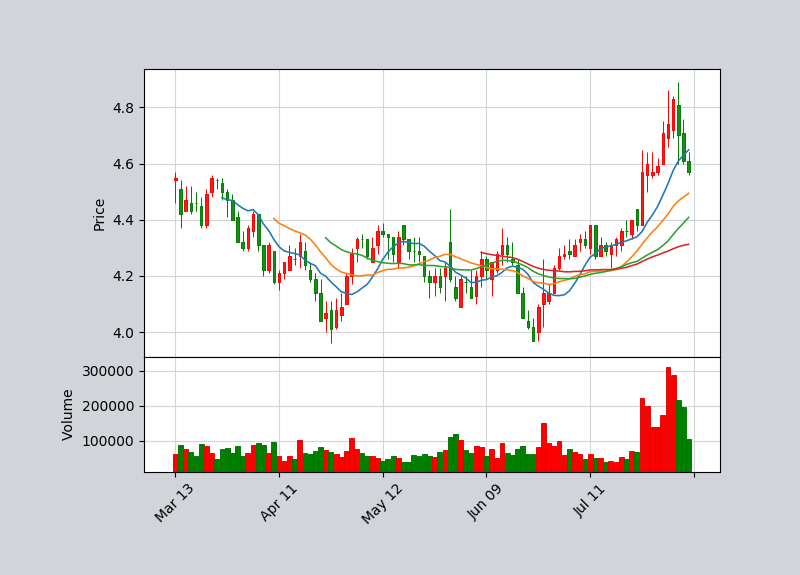 4.8
4.6
4.4
4.2
4.0
Price
300000
200000
100000
Volume
Mar 13
Apr 11
May 12
Jun 09
Jul 11